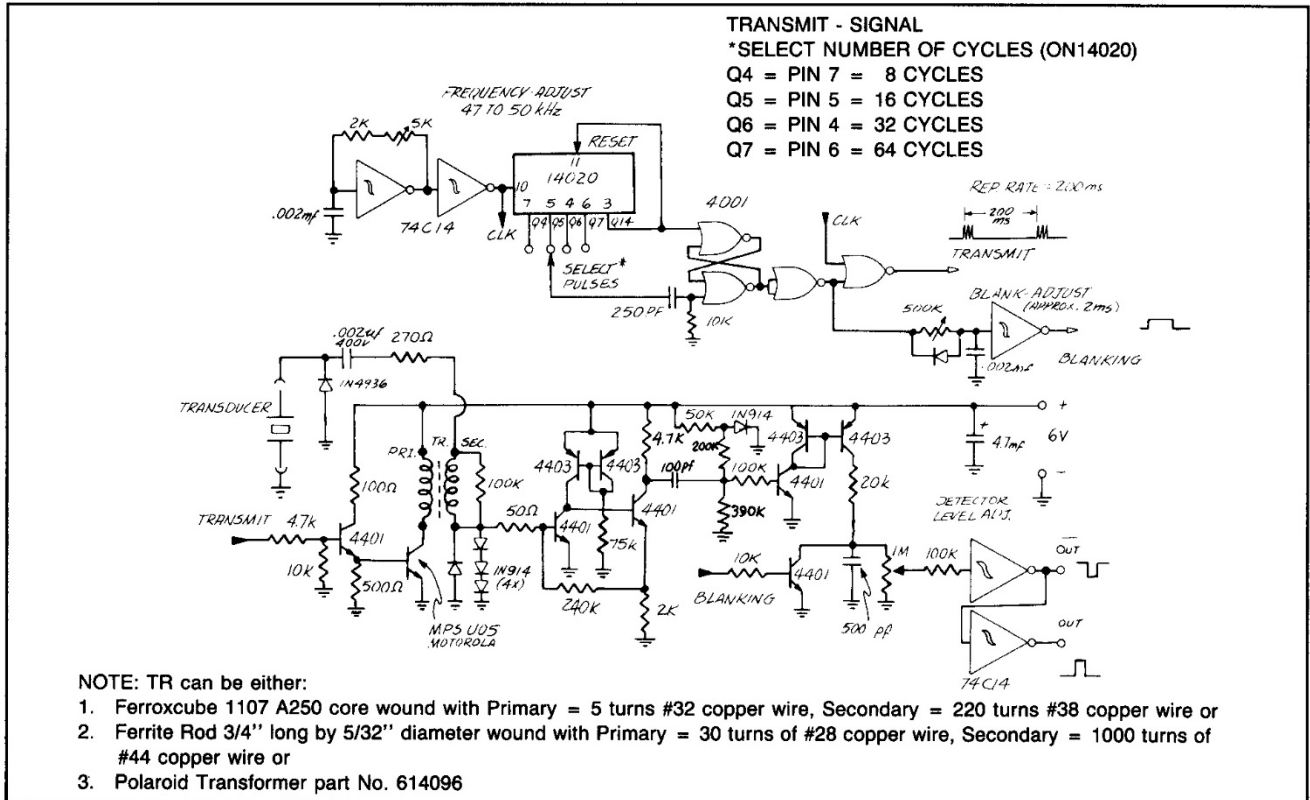 TRANSMIT - SIGNAL
*SELECT NUMBER OF CYCLES (ON14020)
Q4 = PIN 7 = 8 CYCLES
Q5 = PIN 5 = 16 CYCLES
Q6 = PIN 4 = 32 CYCLES
Q7 = PIN 6 = 64 CYCLES
FREQUENCY-ADJUST
47 TO 50 kHz
2K
5K
.002mf
74C14
CLK
RESET
11
14020
10
7 5 4 6 3
Q4 Q5 Q6 Q7 Q14
SELECT*
PULSES
250PF
10K
4001
CLK
REP. RATE = 200ms
200
ms
TRANSMIT
BLANK-ADJUST
(APPROX. 2ms)
500K
.002mf
BLANKING
.002uf
400V
270Ω
IN4936
TRANSDUCER
TR.
PRI.
SEC.
100Ω
100K
TRANSMIT
4.7K
10K
4401
500Ω
MPS U05
MOTOROLA
IN914
(4X)
50Ω
4403
4403
4401
75K
240K
4401
2K
4.7K
100pf
50K
IN914
200K
100K
390K
4403
4403
4401
20K
+
4.7mf
+
6V
-
DETECTOR
LEVEL ADJ.
BLANKING
10K
4401
500 pf
1M
100K
OUT
OUT
74C14
NOTE: TR can be either:
1. Ferroxcube 1107 A250 core wound with Primary = 5 turns #32 copper wire, Secondary = 220 turns #38 copper wire or
2. Ferrite Rod 3/4" long by 5/32" diameter wound with Primary = 30 turns of #28 copper wire, Secondary = 1000 turns of
#44 copper wire or
3. Polaroid Transformer part No. 614096